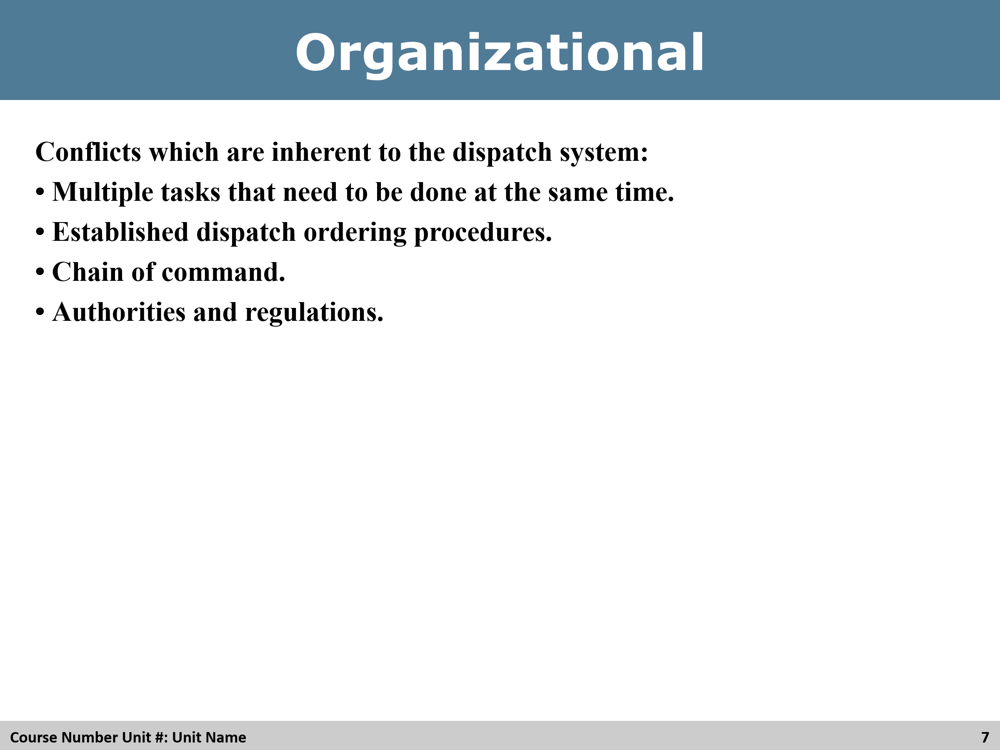 Organizational
Conflicts which are inherent to the dispatch system:
• Multiple tasks that need to be done at the same time.
• Established dispatch ordering procedures.
• Chain of command.
• Authorities and regulations.
Course Number Unit #: Unit Name 7